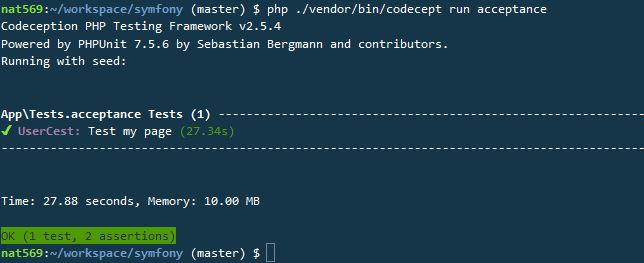 nat569:~/workspace/symfony (master) $ php ./vendor/bin/codecept run acceptance
Codeception PHP Testing Framework v2.5.4
Powered by PHPUnit 7.5.6 by Sebastian Bergmann and contributors.
Running with seed:
App\Tests.acceptance Tests (1) ------------------------------------------------------------
✔ UserCest: Test my page (27.34s)
-------------------------------------------------------------------------------------------
Time: 27.88 seconds, Memory: 10.00 MB
OK (1 test, 2 assertions)
nat569:~/workspace/symfony (master) $